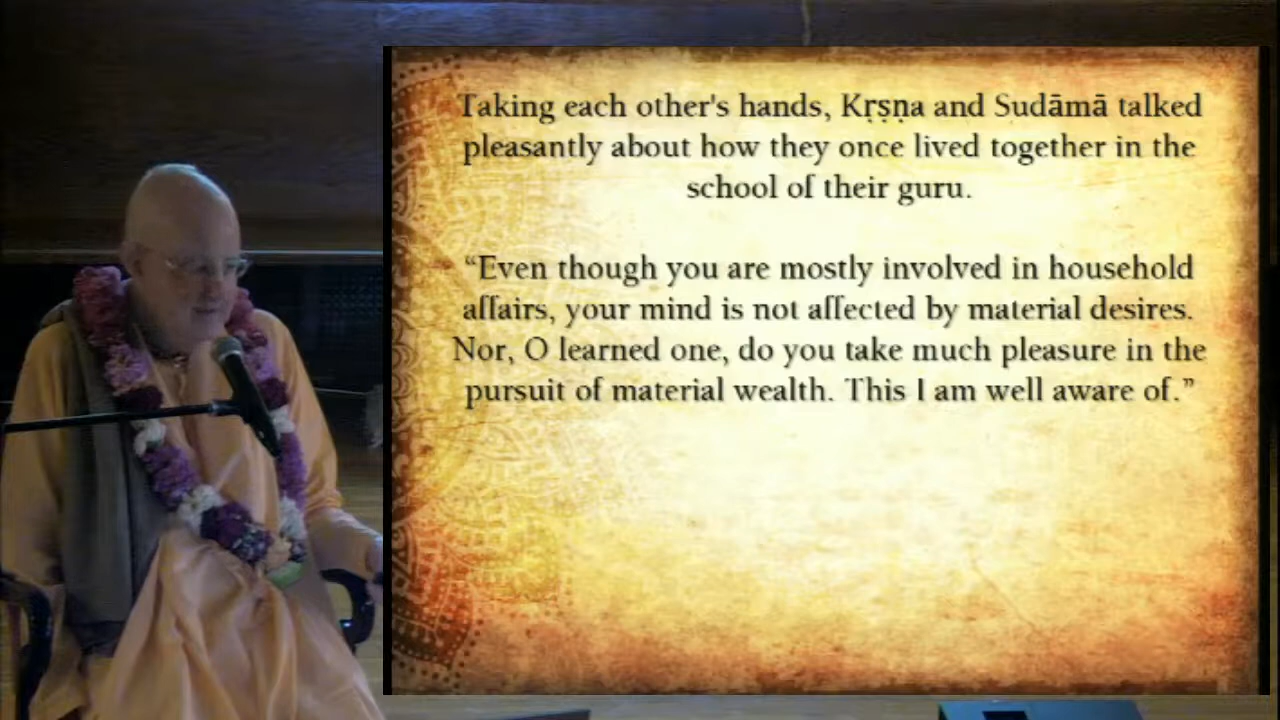 Taking each other's hands, Kṛṣṇa and Sudāmā talked
pleasantly about how they once lived together in the
school of their guru.
“Even though you are mostly involved in household
affairs, your mind is not affected by material desires.
Nor, O learned one, do you take much pleasure in the
pursuit of material wealth. This I am well aware of.”